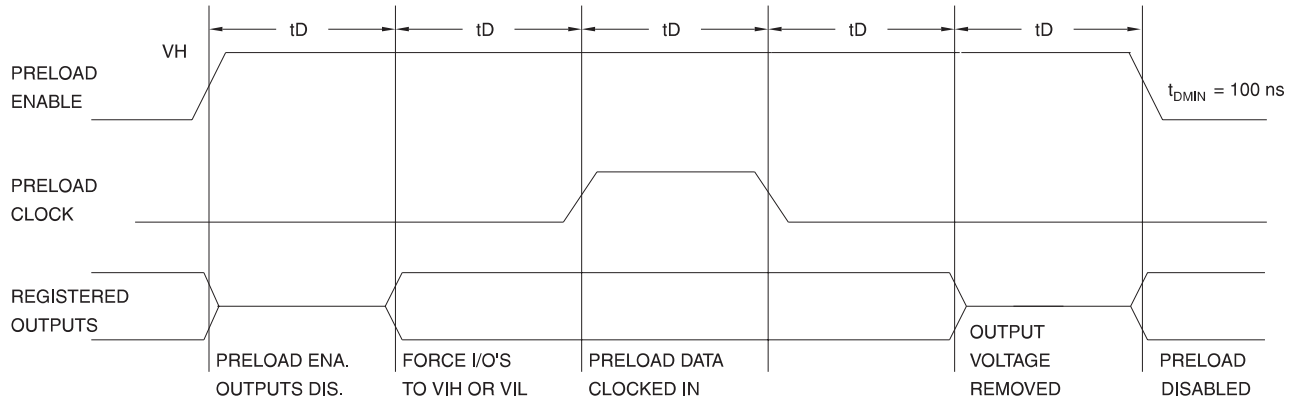 tD tD tD tD tD
VH
PRELOAD
ENABLE
tDMIN = 100 ns
PRELOAD
CLOCK
REGISTERED
OUTPUTS
PRELOAD ENA.
OUTPUTS DIS.
FORCE I/O'S
TO VIH OR VIL
PRELOAD DATA
CLOCKED IN
OUTPUT
VOLTAGE
REMOVED
PRELOAD
DISABLED